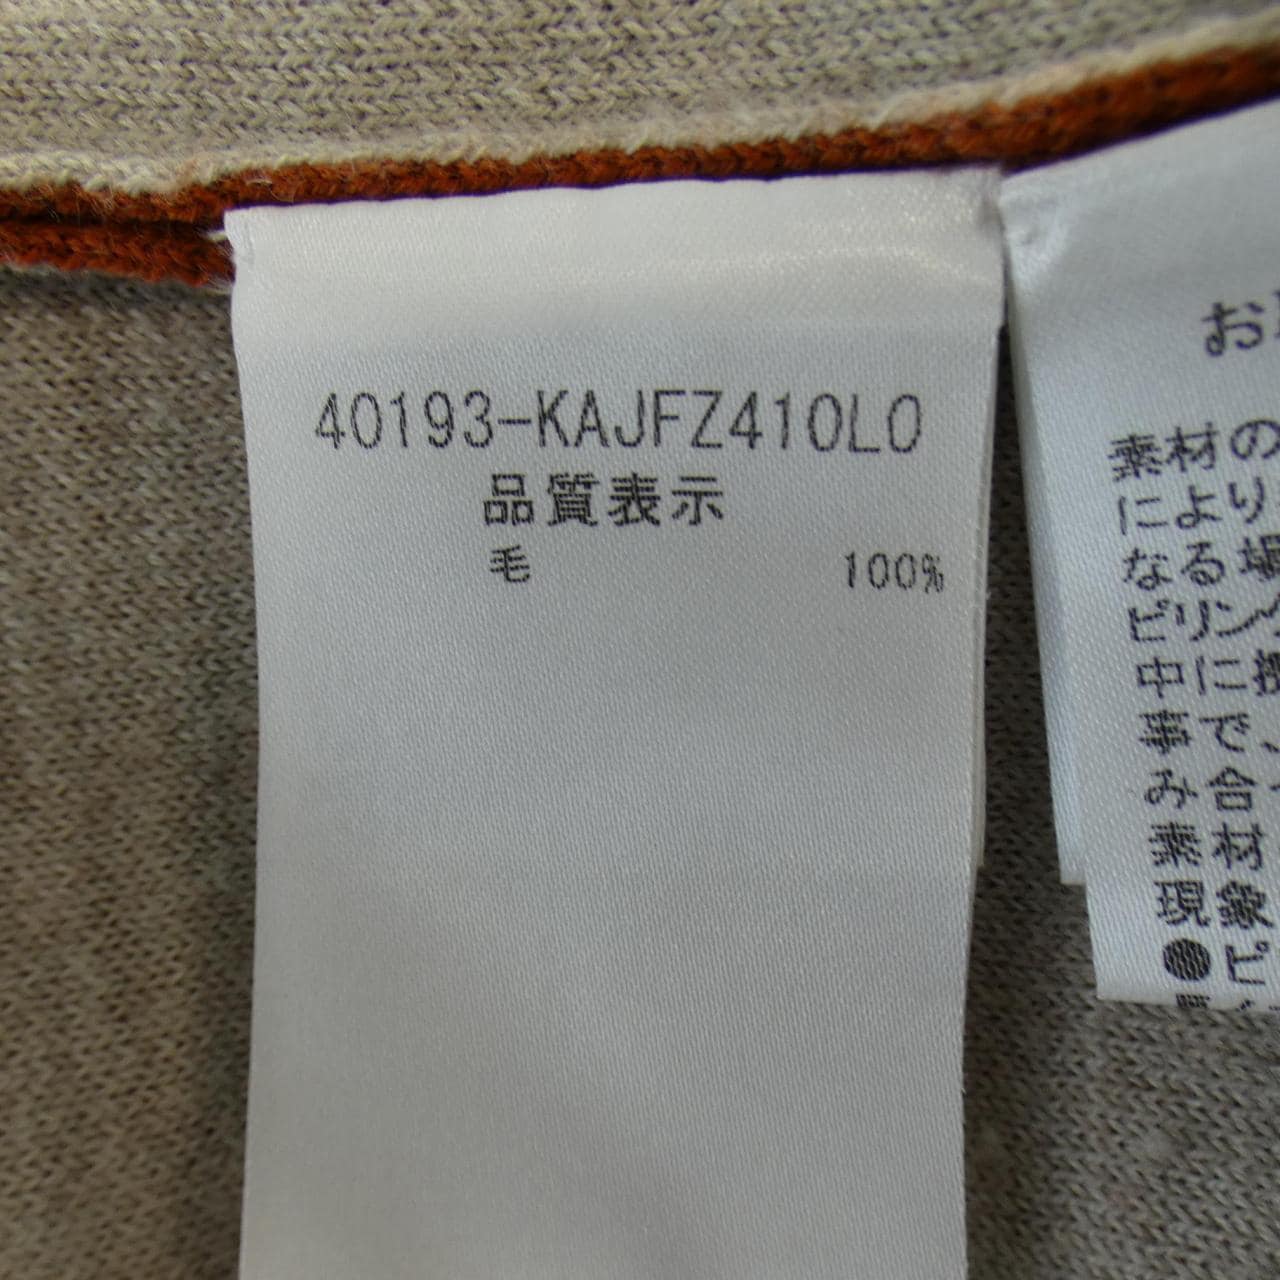 40193-KAJFZ410L0
品質表示
毛 100%
お
素材の
により
なる場
ピリン
中に
事で、
み合
素材
現象
●ピ